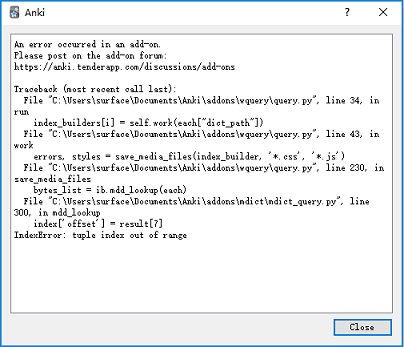 Anki
An error occurred in an add-on.
Please post on the add-on forum:
https://anki.tenderapp.com/discussions/add-ons
Traceback (most recent call last):
File "C:\Users\surface\Documents\Anki\addons\wquery\query.py", line 34, in
run
index_builders[i] = self.work(each["dict_path"])
File "C:\Users\surface\Documents\Anki\addons\wquery\query.py", line 43, in
work
errors, styles = save_media_files(index_builder, '*.css', '*.js')
File "C:\Users\surface\Documents\Anki\addons\wquery\query.py", line 230, in
save_media_files
bytes_list = ib.mdd_lookup(each)
File "C:\Users\surface\Documents\Anki\addons\mdict\mdict_query.py", line
300, in mdd_lookup
index['offset'] = result[7]
IndexError: tuple index out of range
Close